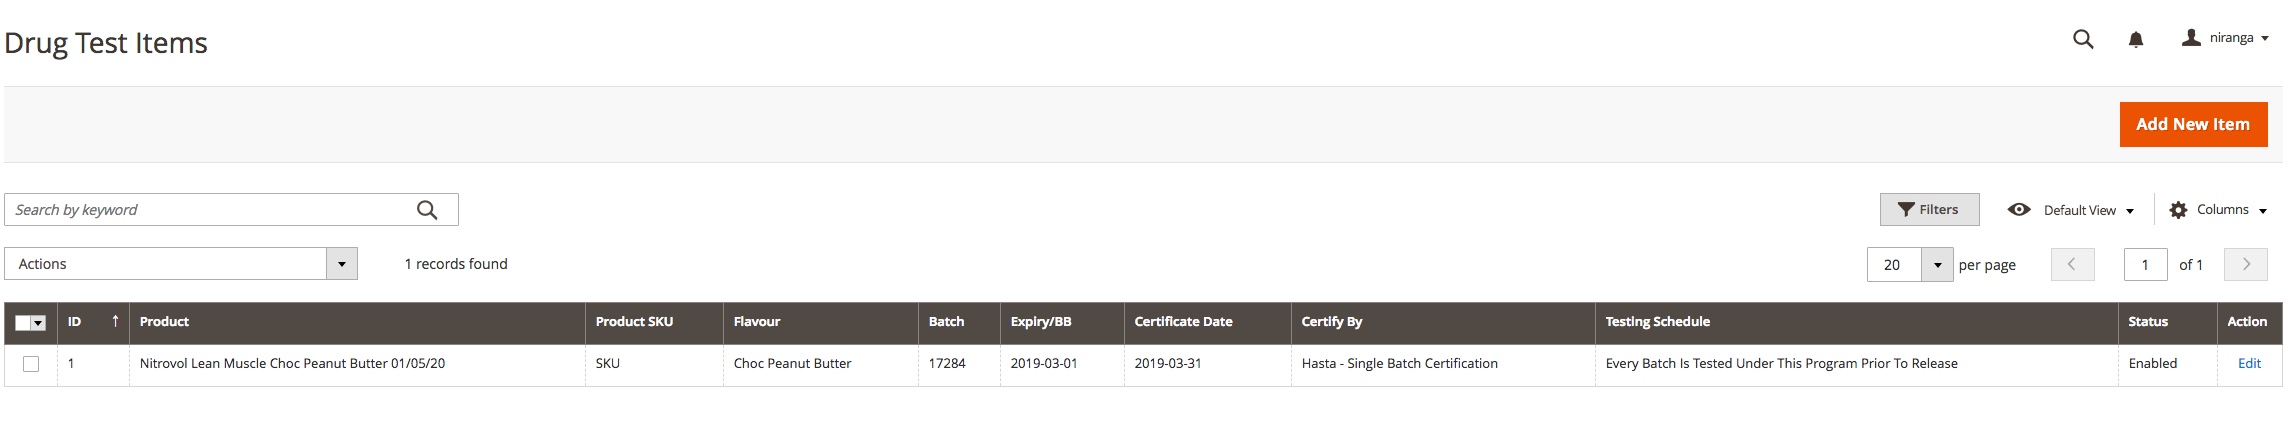 Drug Test Items
niranga
Add New Item
Search by keyword
Filters
Default View
Columns
Actions
1 records found
20
per page
1
of 1
ID ↑ Product Product SKU Flavour Batch Expiry/BB Certificate Date Certify By Testing Schedule Status Action
1 Nitrovol Lean Muscle Choc Peanut Butter 01/05/20 SKU Choc Peanut Butter 17284 2019-03-01 2019-03-31 Hasta - Single Batch Certification Every Batch Is Tested Under This Program Prior To Release Enabled Edit